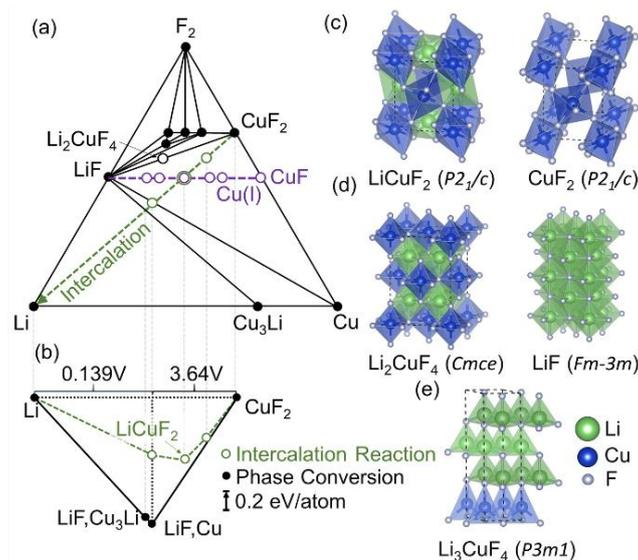 (a)
F₂
Li₂CuF₄
CuF₂
LiF
CuF
Cu(I)
Intercalation
Li
Cu₃Li
Cu
(b)
0.139V
3.64V
Li
CuF₂
LiCuF₂
Intercalation Reaction
Phase Conversion
0.2 eV/atom
LiF,Cu₃Li
LiF,Cu
(c)
LiCuF₂ (P2₁/c)
CuF₂ (P2₁/c)
(d)
Li₂CuF₄ (Cmce)
LiF (Fm-3m)
(e)
Li
Cu
F
Li₃CuF₄ (P3m1)